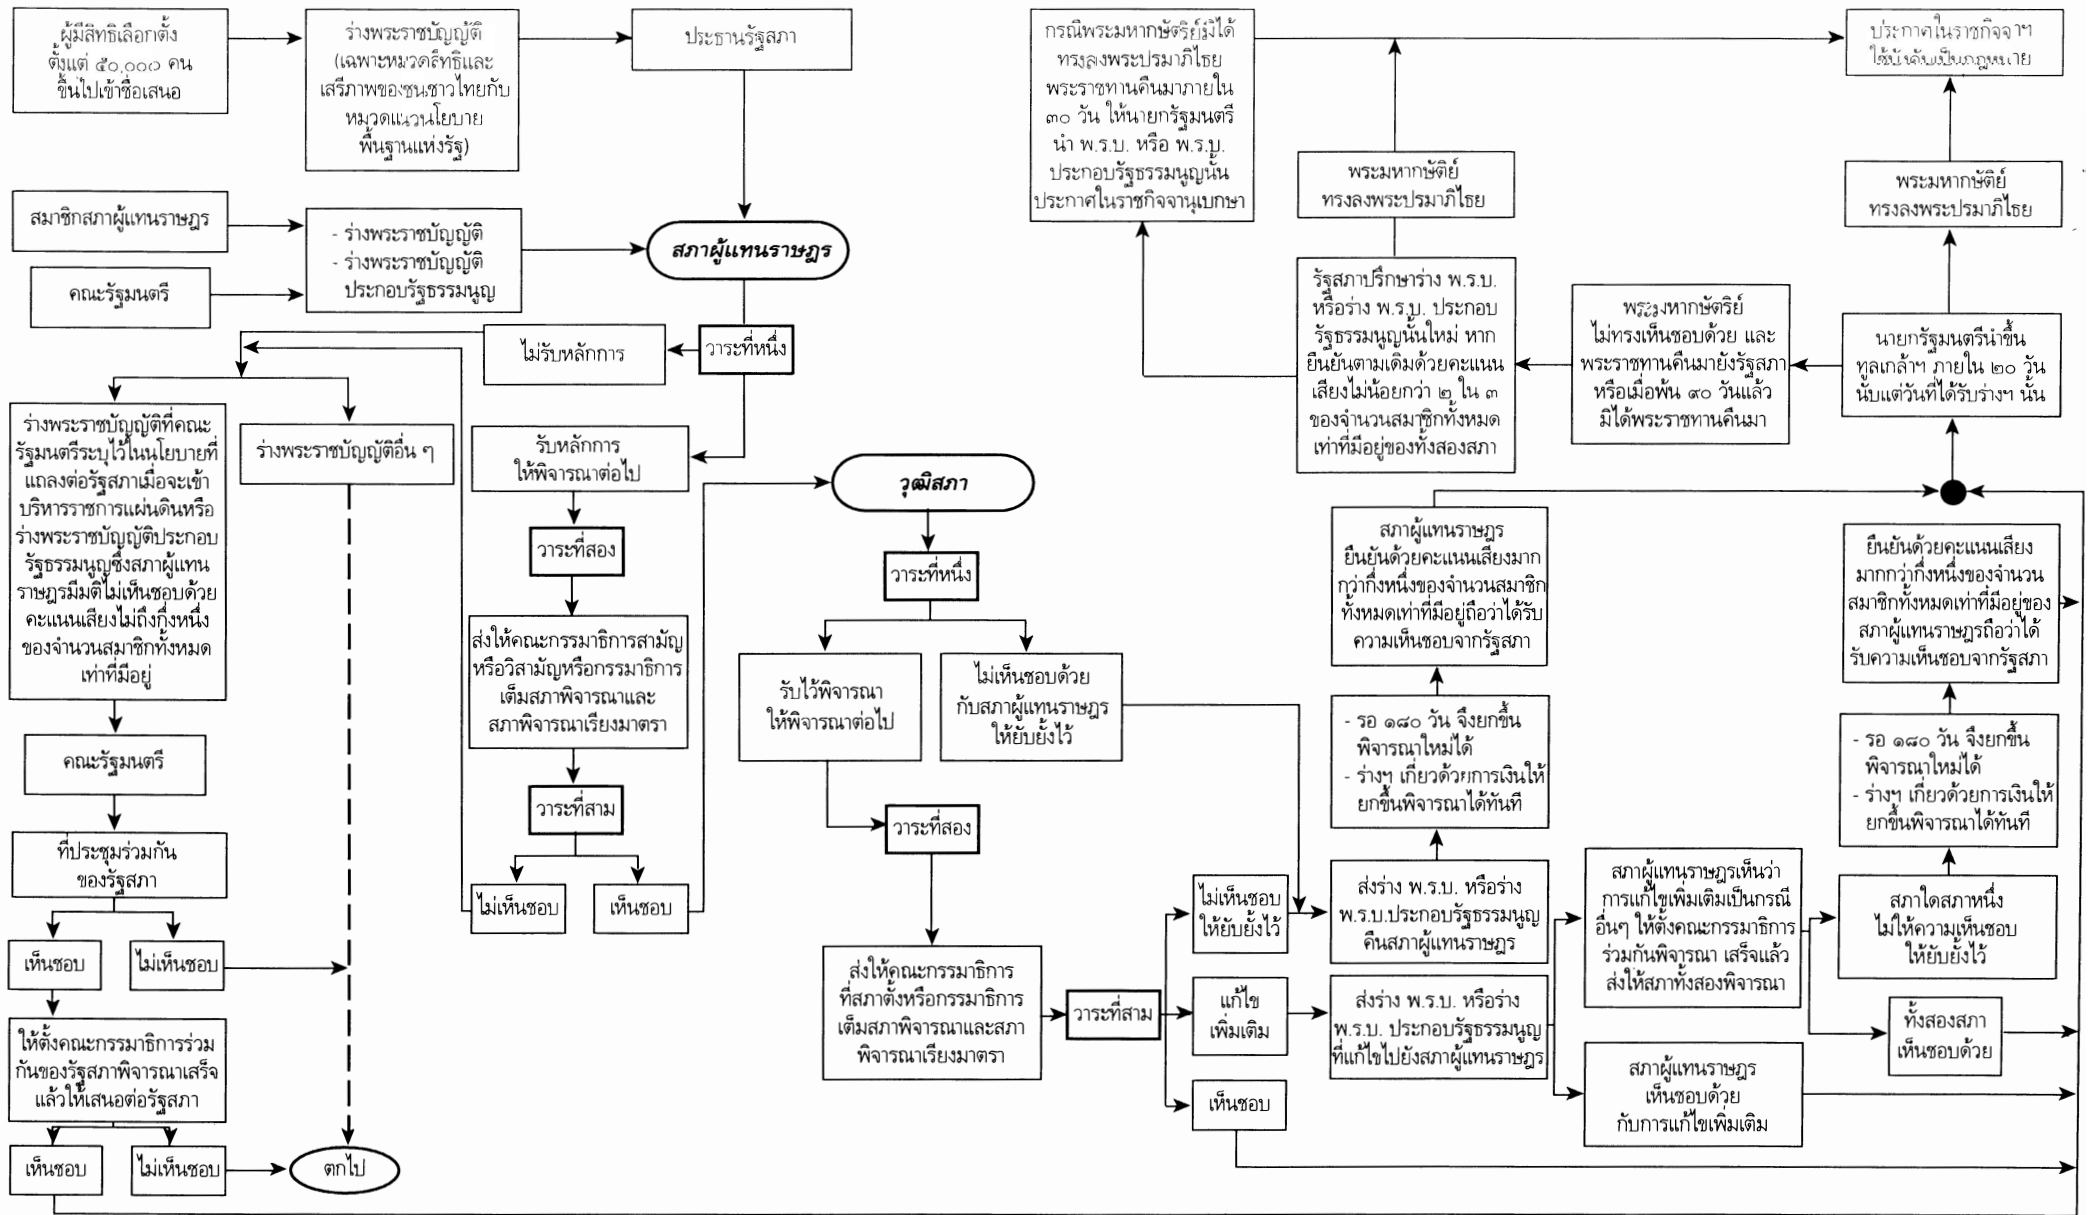 ผู้มีสิทธิเลือกตั้ง
ตั้งแต่ ๕๐,๐๐๐ คน
ขึ้นไปเข้าชื่อเสนอ
ร่างพระราชบัญญัติ
(เฉพาะหมวดสิทธิและ
เสรีภาพของชนชาวไทยกับ
หมวดแนวนโยบาย
พื้นฐานแห่งรัฐ)
ประธานรัฐสภา
สมาชิกสภาผู้แทนราษฎร
คณะรัฐมนตรี
- ร่างพระราชบัญญัติ
- ร่างพระราชบัญญัติ
ประกอบรัฐธรรมนูญ
สภาผู้แทนราษฎร
วาระที่หนึ่ง
ไม่รับหลักการ
ร่างพระราชบัญญัติที่คณะ
รัฐมนตรีระบุไว้ในนโยบายที่
แถลงต่อรัฐสภาเมื่อจะเข้า
บริหารราชการแผ่นดินหรือ
ร่างพระราชบัญญัติประกอบ
รัฐธรรมนูญซึ่งสภาผู้แทน
ราษฎรมีมติไม่เห็นชอบด้วย
คะแนนเสียงไม่ถึงกึ่งหนึ่ง
ของจำนวนสมาชิกทั้งหมด
เท่าที่มีอยู่
ร่างพระราชบัญญัติอื่น ๆ
คณะรัฐมนตรี
ที่ประชุมร่วมกัน
ของรัฐสภา
เห็นชอบ
ไม่เห็นชอบ
ให้ตั้งคณะกรรมาธิการร่วม
กันของรัฐสภาพิจารณาเสร็จ
แล้วให้เสนอต่อรัฐสภา
เห็นชอบ
ไม่เห็นชอบ
ตกไป
รับหลักการ
ให้พิจารณาต่อไป
วาระที่สอง
ส่งให้คณะกรรมาธิการสามัญ
หรือวิสามัญหรือกรรมาธิการ
เต็มสภาพิจารณาและ
สภาพิจารณาเรียงมาตรา
วาระที่สาม
ไม่เห็นชอบ
เห็นชอบ
วุฒิสภา
วาระที่หนึ่ง
รับไว้พิจารณา
ให้พิจารณาต่อไป
ไม่เห็นชอบด้วย
กับสภาผู้แทนราษฎร
ให้ยับยั้งไว้
วาระที่สอง
ส่งให้คณะกรรมาธิการ
ที่สภาตั้งหรือกรรมาธิการ
เต็มสภาพิจารณาและสภา
พิจารณาเรียงมาตรา
วาระที่สาม
ไม่เห็นชอบ
ให้ยับยั้งไว้
แก้ไข
เพิ่มเติม
เห็นชอบ
ส่งร่าง พ.ร.บ. หรือร่าง
พ.ร.บ.ประกอบรัฐธรรมนูญ
คืนสภาผู้แทนราษฎร
ส่งร่าง พ.ร.บ. หรือร่าง
พ.ร.บ. ประกอบรัฐธรรมนูญ
ที่แก้ไขไปยังสภาผู้แทนราษฎร
- รอ ๑๘๐ วัน จึงยกขึ้น
พิจารณาใหม่ได้
- ร่างฯ เกี่ยวด้วยการเงินให้
ยกขึ้นพิจารณาได้ทันที
สภาผู้แทนราษฎร
ยืนยันด้วยคะแนนเสียงมาก
กว่ากึ่งหนึ่งของจำนวนสมาชิก
ทั้งหมดเท่าที่มีอยู่ถือว่าได้รับ
ความเห็นชอบจากรัฐสภา
สภาผู้แทนราษฎรเห็นว่า
การแก้ไขเพิ่มเติมเป็นกรณี
อื่นๆ ให้ตั้งคณะกรรมาธิการ
ร่วมกันพิจารณา เสร็จแล้ว
ส่งให้สภาทั้งสองพิจารณา
สภาผู้แทนราษฎร
เห็นชอบด้วย
กับการแก้ไขเพิ่มเติม
สภาใดสภาหนึ่ง
ไม่ให้ความเห็นชอบ
ให้ยับยั้งไว้
ทั้งสองสภา
เห็นชอบด้วย
- รอ ๑๘๐ วัน จึงยกขึ้น
พิจารณาใหม่ได้
- ร่างฯ เกี่ยวด้วยการเงินให้
ยกขึ้นพิจารณาได้ทันที
ยืนยันด้วยคะแนนเสียง
มากกว่ากึ่งหนึ่งของจำนวน
สมาชิกทั้งหมดเท่าที่มีอยู่ของ
สภาผู้แทนราษฎรถือว่าได้
รับความเห็นชอบจากรัฐสภา
นายกรัฐมนตรีนำขึ้น
ทูลเกล้าฯ ภายใน ๒๐ วัน
นับแต่วันที่ได้รับร่างฯ นั้น
พระมหากษัติย์
ทรงลงพระปรมาภิไธย
ประกาศในราชกิจจาฯ
ใช้บังคับเป็นกฎหมาย
พระมหากษัตริย์
ไม่ทรงเห็นชอบด้วย และ
พระราชทานคืนมายังรัฐสภา
หรือเมื่อพ้น ๙๐ วันแล้ว
มิได้พระราชทานคืนมา
รัฐสภาปรึกษาร่าง พ.ร.บ.
หรือร่าง พ.ร.บ. ประกอบ
รัฐธรรมนูญนั้นใหม่ หาก
ยืนยันตามเดิมด้วยคะแนน
เสียงไม่น้อยกว่า ๒ ใน ๓
ของจำนวนสมาชิกทั้งหมด
เท่าที่มีอยู่ของทั้งสองสภา
พระมหากษัติย์
ทรงลงพระปรมาภิไธย
กรณีพระมหากษัตริย์มิได้
ทรงลงพระปรมาภิไธย
พระราชทานคืนมาภายใน
๓๐ วัน ให้นายกรัฐมนตรี
นำ พ.ร.บ. หรือ พ.ร.บ.
ประกอบรัฐธรรมนูญนั้น
ประกาศในราชกิจจานุเบกษา